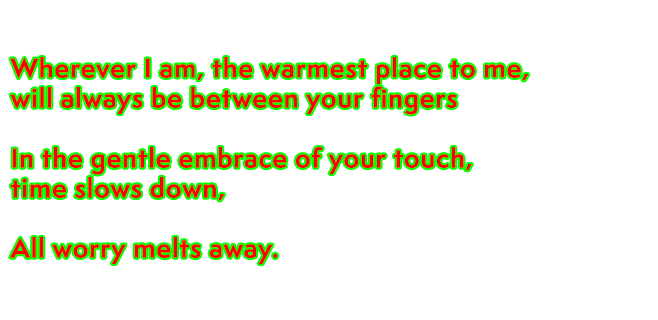 Wherever I am, the warmest place to me,
will always be between your fingers
In the gentle embrace of your touch,
time slows down,
All worry melts away.